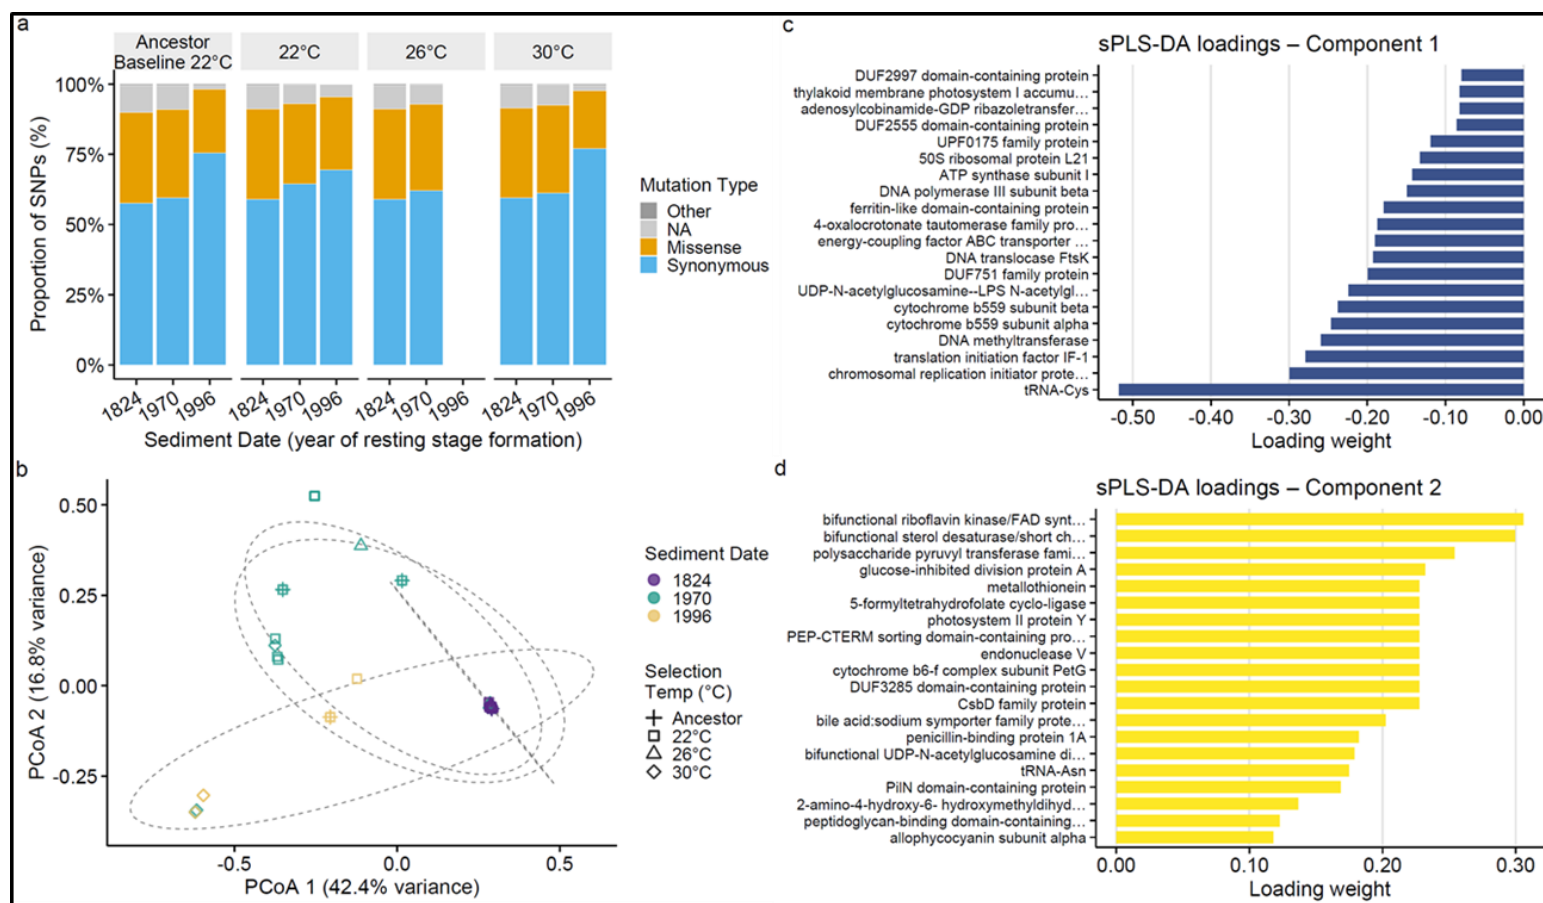 a
Ancestor
Baseline 22°C
22°C
26°C
30°C
Proportion of SNPs (%)
100%
75%
50%
25%
0%
1824
1970
1996
1824
1970
1996
1824
1970
1996
1824
1970
1996
Sediment Date (year of resting stage formation)
Mutation Type
Other
NA
Missense
Synonymous
b
PCoA 2 (16.8% variance)
0.50
0.25
0.00
-0.25
-0.5
0.0
0.5
PCoA 1 (42.4% variance)
Sediment Date
1824
1970
1996
Selection
Temp (°C)
Ancestor
22°C
26°C
30°C
c
sPLS-DA loadings – Component 1
DUF2997 domain-containing protein
thylakoid membrane photosystem I accumu…
adenosylcobinamide-GDP ribazoletransfer…
DUF2555 domain-containing protein
UPF0175 family protein
50S ribosomal protein L21
ATP synthase subunit I
DNA polymerase III subunit beta
ferritin-like domain-containing protein
4-oxalocrotonate tautomerase family pro…
energy-coupling factor ABC transporter …
DNA translocase FtsK
DUF751 family protein
UDP-N-acetylglucosamine--LPS N-acetylgl…
cytochrome b559 subunit beta
cytochrome b559 subunit alpha
DNA methyltransferase
translation initiation factor IF-1
chromosomal replication initiator prote…
tRNA-Cys
-0.50
-0.40
-0.30
-0.20
-0.10
0.00
Loading weight
d
sPLS-DA loadings – Component 2
bifunctional riboflavin kinase/FAD synt…
bifunctional sterol desaturase/short ch…
polysaccharide pyruvyl transferase fami…
glucose-inhibited division protein A
metallothionein
5-formyltetrahydrofolate cyclo-ligase
photosystem II protein Y
PEP-CTERM sorting domain-containing pro…
endonuclease V
cytochrome b6-f complex subunit PetG
DUF3285 domain-containing protein
CsbD family protein
bile acid:sodium symporter family prote…
penicillin-binding protein 1A
bifunctional UDP-N-acetylglucosamine di…
tRNA-Asn
PilN domain-containing protein
2-amino-4-hydroxy-6- hydroxymethyldihyd…
peptidoglycan-binding domain-containing…
allophycocyanin subunit alpha
0.00
0.10
0.20
0.30
Loading weight